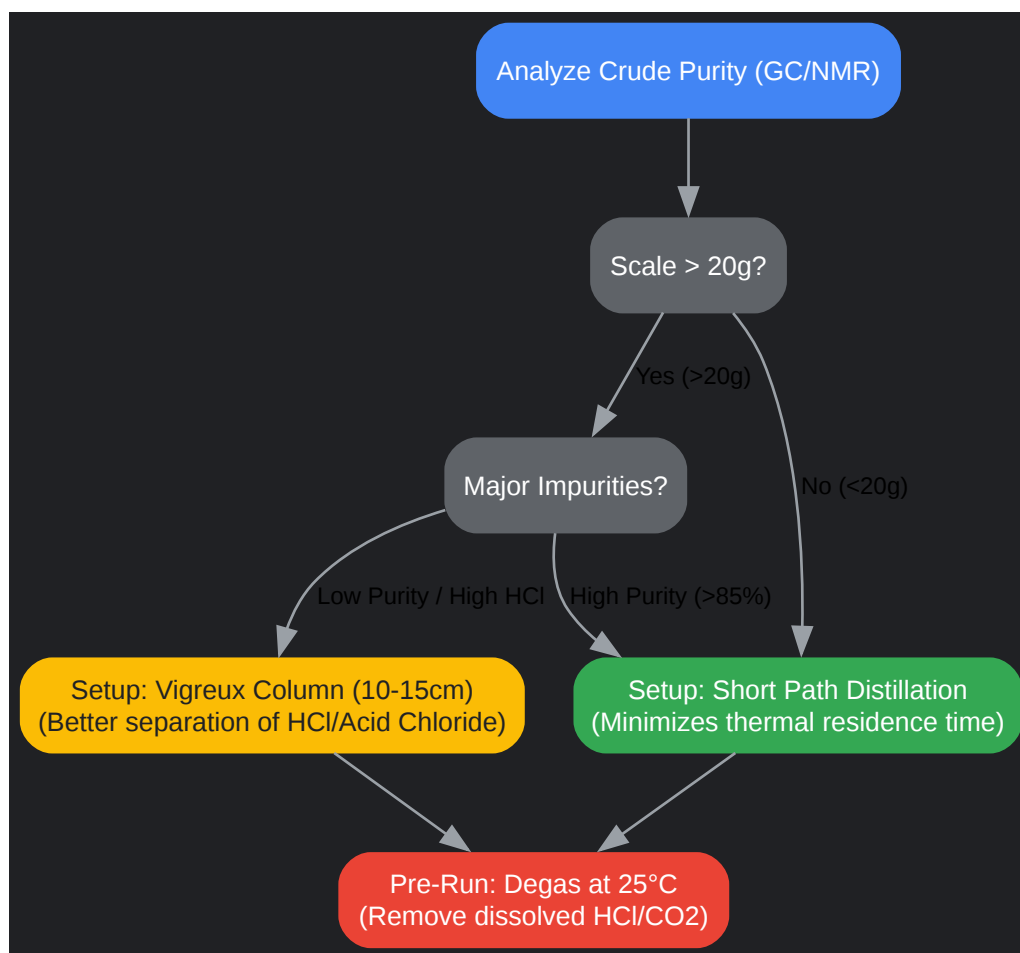 Analyze Crude Purity (GC/NMR)
Scale > 20g?
Yes (>20g)
Major Impurities?
No (<20g)
Low Purity / High HCl
High Purity (>85%)
Setup: Vigreux Column (10-15cm)
(Better separation of HCl/Acid Chloride)
Setup: Short Path Distillation
(Minimizes thermal residence time)
Pre-Run: Degas at 25°C
(Remove dissolved HCl/CO2)